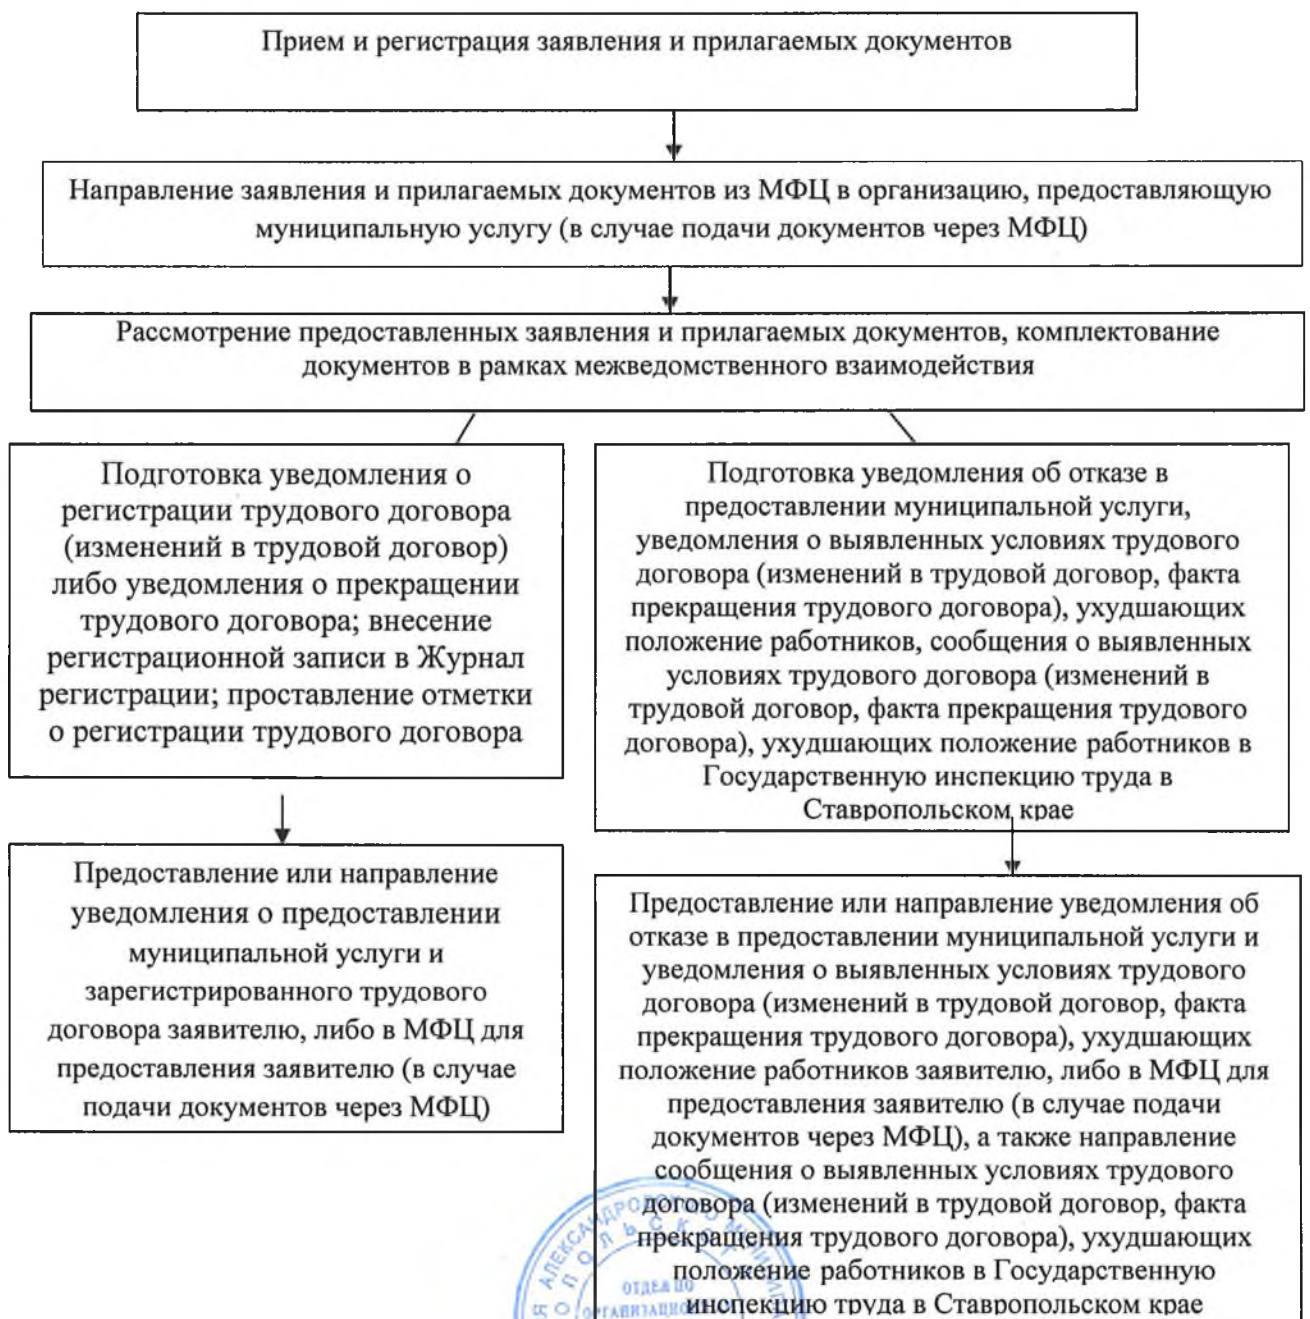 Прием и регистрация заявления и прилагаемых документов
Направление заявления и прилагаемых документов из МФЦ в организацию, предоставляющую
муниципальную услугу (в случае подачи документов через МФЦ)
Рассмотрение предоставленных заявления и прилагаемых документов, комплектование
документов в рамках межведомственного взаимодействия
Подготовка уведомления о
регистрации трудового договора
(изменений в трудовой договор)
либо уведомления о прекращении
трудового договора; внесение
регистрационной записи в Журнал
регистрации; проставление отметки
о регистрации трудового договора
Подготовка уведомления об отказе в
предоставлении муниципальной услуги,
уведомления о выявленных условиях трудового
договора (изменений в трудовой договор, факта
прекращения трудового договора), ухудшающих
положение работников, сообщения о выявленных
условиях трудового договора (изменений в
трудовой договор, факта прекращения трудового
договора), ухудшающих положение работников в
Государственную инспекцию труда в
Ставропольском крае
Предоставление или направление
уведомления о предоставлении
муниципальной услуги и
зарегистрированного трудового
договора заявителю, либо в МФЦ для
предоставления заявителю (в случае
подачи документов через МФЦ)
Предоставление или направление уведомления об
отказе в предоставлении муниципальной услуги и
уведомления о выявленных условиях трудового
договора (изменений в трудовой договор, факта
прекращения трудового договора), ухудшающих
положение работников заявителю, либо в МФЦ для
предоставления заявителю (в случае подачи
документов через МФЦ), а также направление
сообщения о выявленных условиях трудового
договора (изменений в трудовой договор, факта
прекращения трудового договора), ухудшающих
положение работников в Государственную
инспекцию труда в Ставропольском крае
ОТДЕЛ ПО